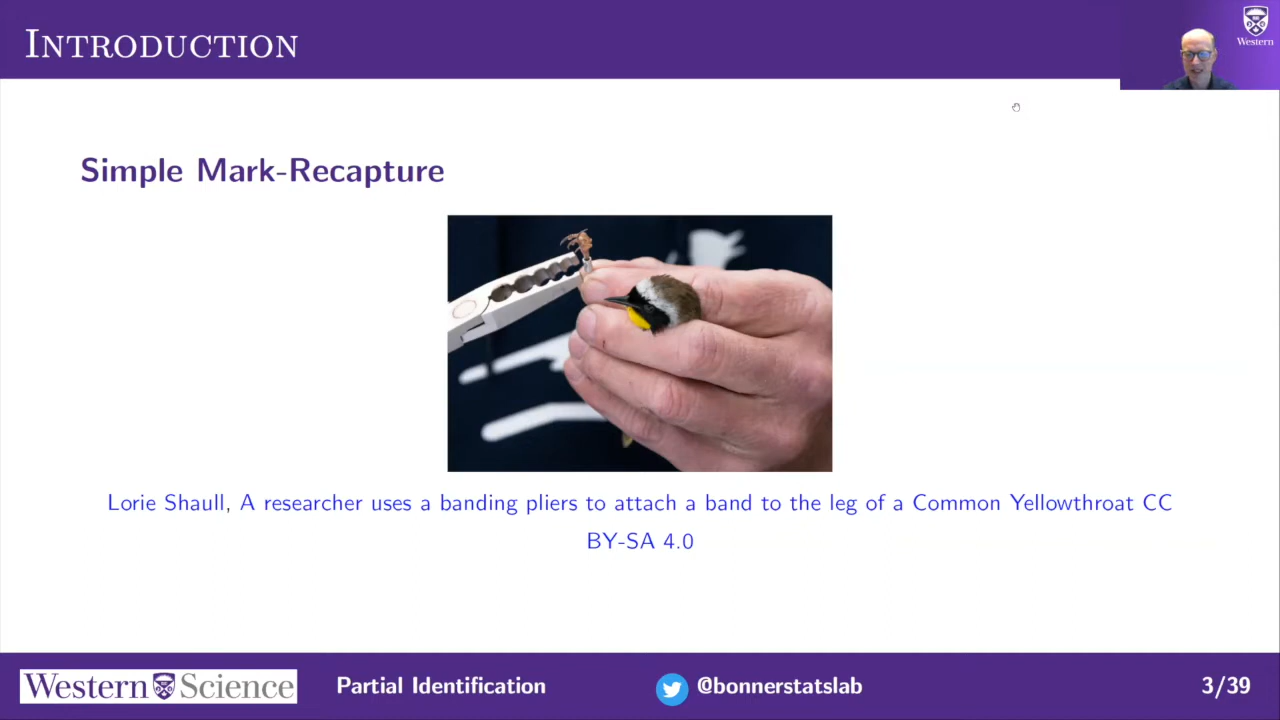 INTRODUCTION
Western
Simple Mark-Recapture
Lorie Shaull, A researcher uses a banding pliers to attach a band to the leg of a Common Yellowthroat CC
BY-SA 4.0
Western Science
Partial Identification
@bonnerstatslab
3/39